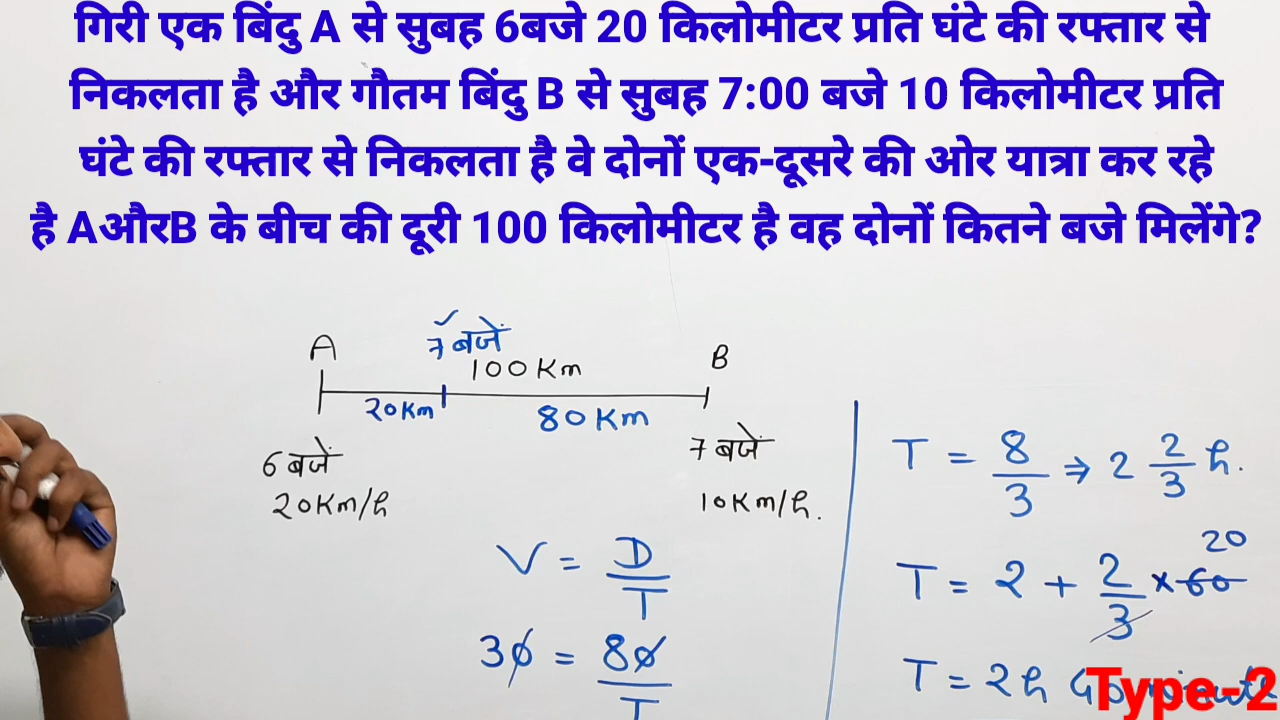 गिरी एक बिंदु A से सुबह 6बजे 20 किलोमीटर प्रति घंटे की रफ्तार से
निकलता है और गौतम बिंदु B से सुबह 7:00 बजे 10 किलोमीटर प्रति
घंटे की रफ्तार से निकलता है वे दोनों एक-दूसरे की ओर यात्रा कर रहे
है AऔरB के बीच की दूरी 100 किलोमीटर है वह दोनों कितने बजे मिलेंगे?
A
7 बजें
100 Km
B
20 Km
80 Km
6 बजें
20Km/h
7 बजें
10Km/h.
V = D/T
30 = 80/T
T = 8/3 ⇒ 2 2/3 h.
20
T = 2 + 2/3 × 60
T = 2h
Type-2